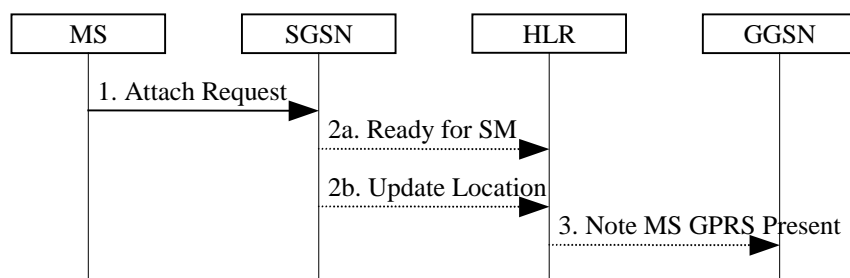 MS SGSN HLR GGSN
1. Attach Request
2a. Ready for SM
2b. Update Location
3. Note MS GPRS Present